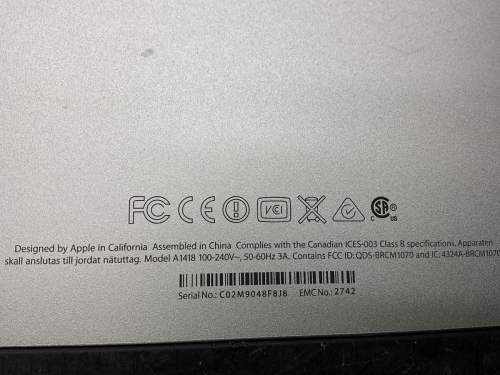 FC CE VCI
CSA ®
C US
Designed by Apple in California Assembled in China Complies with the Canadian ICES-003 Class B specifications. Apparaten
skall anslutas till jordat nätuttag. Model A1418 100-240V~, 50-60Hz 3A. Contains FCC ID: QDS-BRCM1070 and IC: 4324A-BRCM1070
Serial No.: C02M9048F8J8 EMC No.: 2742